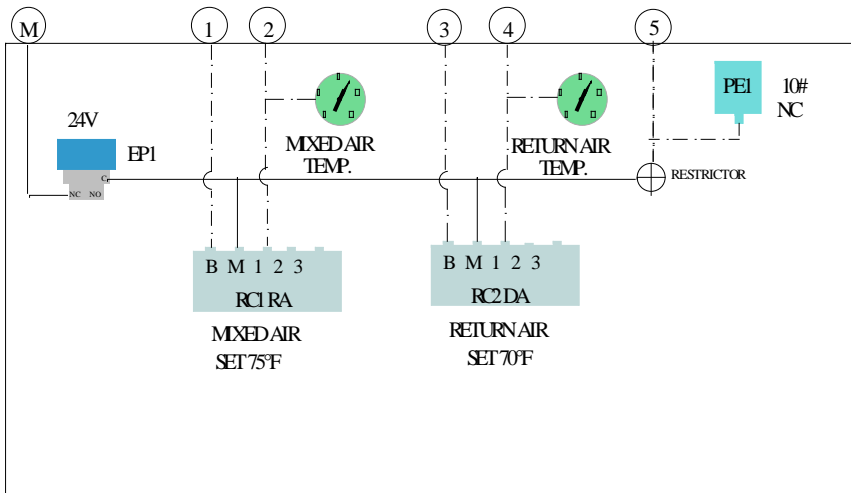 M 1 2 3 4 5
24V
EP1
C
NC NO
MIXED AIR
TEMP.
RETURN AIR
TEMP.
PE1
10#
NC
RESTRICTOR
B M 1 2 3
RC1 RA
MIXED AIR
SET 75°F
B M 1 2 3
RC2 DA
RETURN AIR
SET 70°F